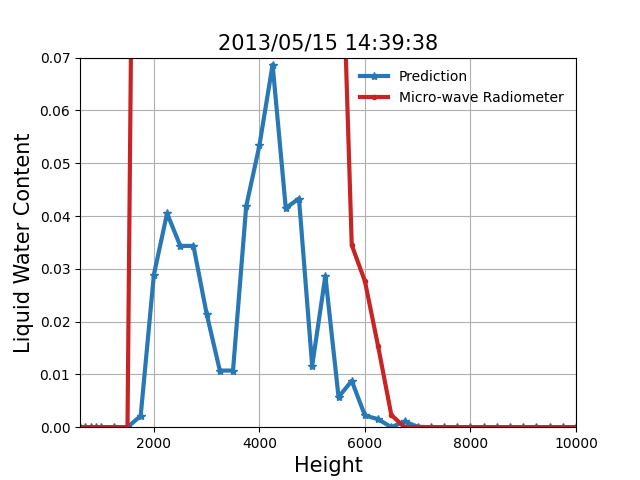 2013/05/15 14:39:38
Prediction
Micro-wave Radiometer
0.07
0.06
0.05
0.04
0.03
0.02
0.01
0.00
Liquid Water Content
2000 4000 6000 8000 10000
Height